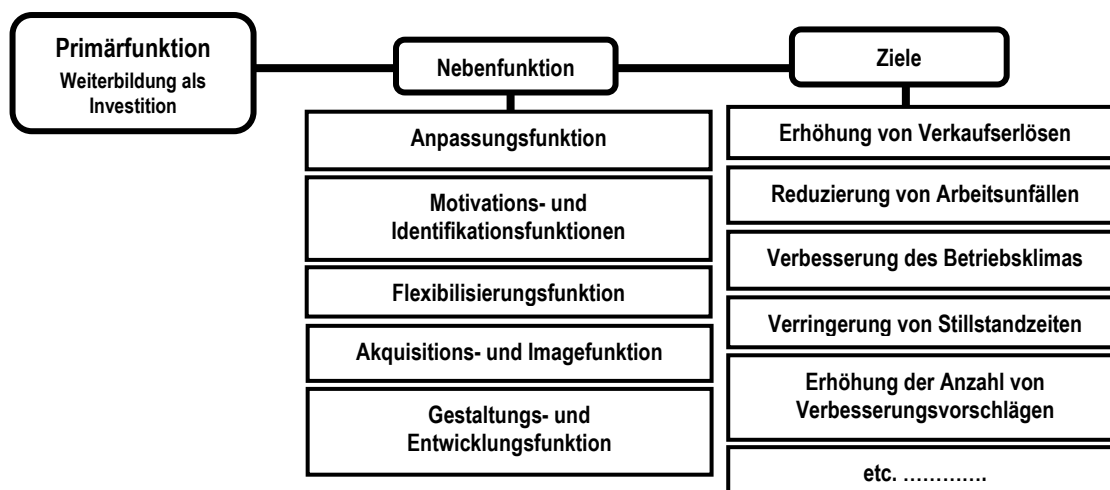 Primärfunktion
Weiterbildung als
Investition
Nebenfunktion
Anpassungsfunktion
Motivations- und
Identifikationsfunktionen
Flexibilisierungsfunktion
Akquisitions- und Imagefunktion
Gestaltungs- und
Entwicklungsfunktion
Ziele
Erhöhung von Verkaufserlösen
Reduzierung von Arbeitsunfällen
Verbesserung des Betriebsklimas
Verringerung von Stillstandzeiten
Erhöhung der Anzahl von
Verbesserungsvorschlägen
etc. ………….